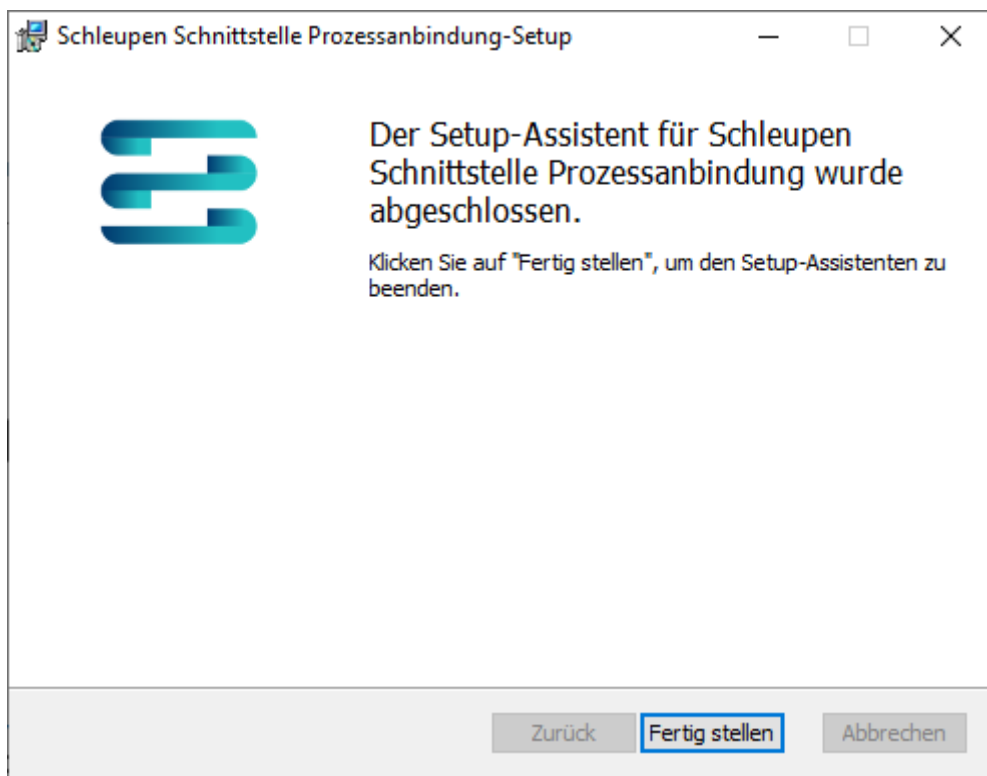 Schleupen Schnittstelle Prozessanbindung-Setup
Der Setup-Assistent für Schleupen
Schnittstelle Prozessanbindung wurde
abgeschlossen.
Klicken Sie auf "Fertig stellen", um den Setup-Assistenten zu
beenden.
Zurück
Fertig stellen
Abbrechen